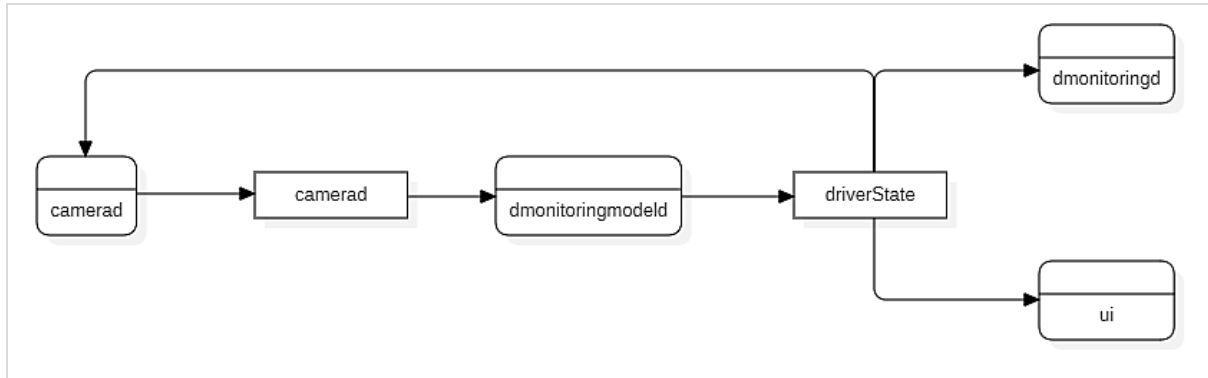 dmonitoringd
camerad
camerad
dmonitoringmodeld
driverState
ui